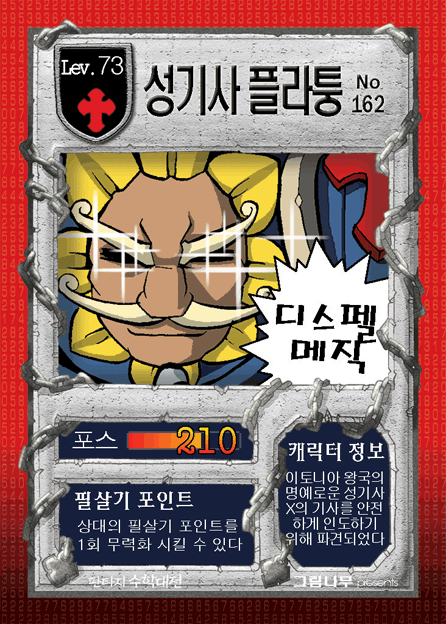 Lev. 73
성기사 플라퉁
No
162
디스펠
메직
포스 210
필살기 포인트
상대의 필살기 포인트를
1회 무력화 시킬 수 있다
캐릭터 정보
이토니아 왕국의
명예로운 성기사
X의 기사를 안전
하게 인도하기
위해 파견되었다
판타지 수학대전
그림나무 presents